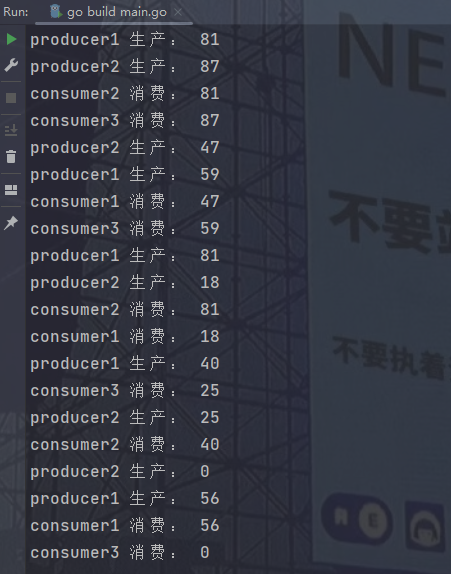 Run: go build main.go
producer1 生产： 81
producer2 生产： 87
consumer2 消费： 81
consumer3 消费： 87
producer2 生产： 47
producer1 生产： 59
consumer1 消费： 47
consumer3 消费： 59
producer1 生产： 81
producer2 生产： 18
consumer2 消费： 81
consumer1 消费： 18
producer1 生产： 40
consumer3 消费： 25
producer2 生产： 25
consumer2 消费： 40
producer2 生产： 0
producer1 生产： 56
consumer1 消费： 56
consumer3 消费： 0
NE
不要
不要执着
E